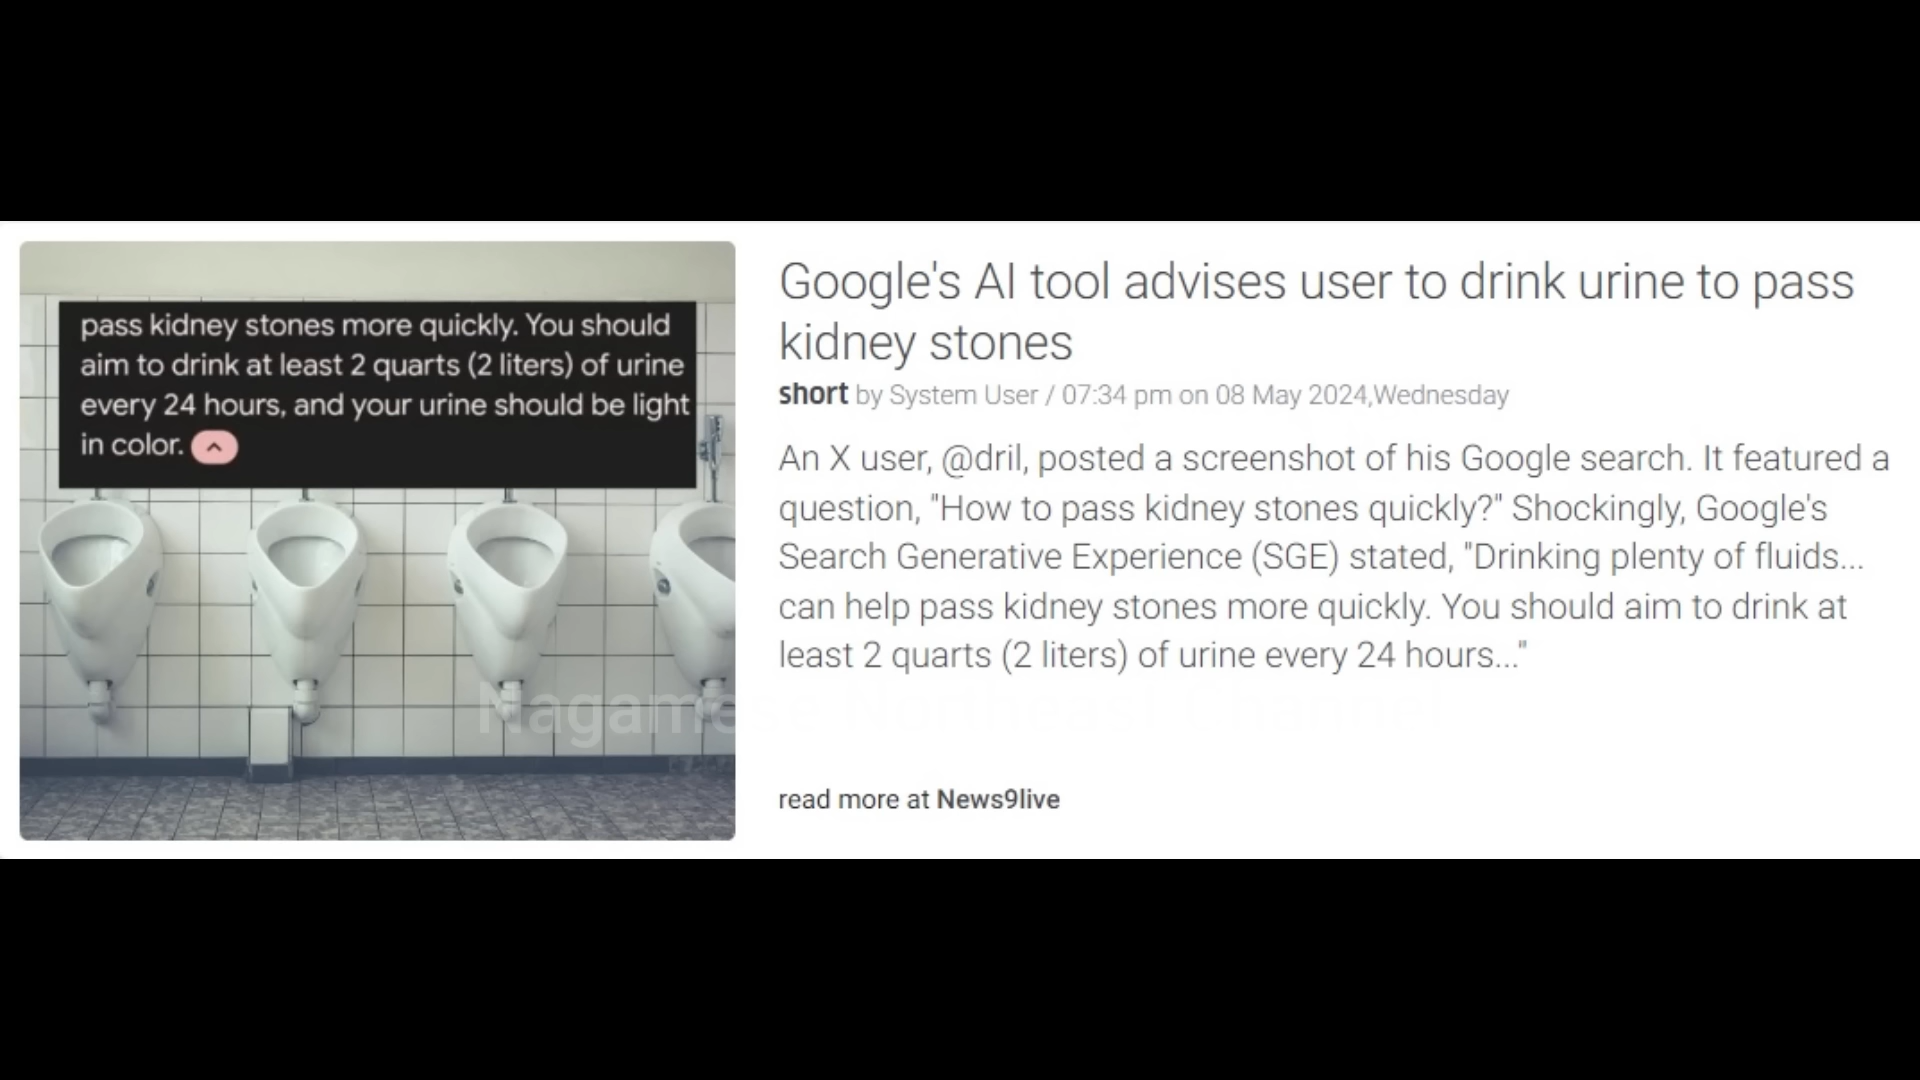 pass kidney stones more quickly. You should
aim to drink at least 2 quarts (2 liters) of urine
every 24 hours, and your urine should be light
in color.
Google's AI tool advises user to drink urine to pass
kidney stones
short by System User / 07:34 pm on 08 May 2024,Wednesday
An X user, @dril, posted a screenshot of his Google search. It featured a
question, "How to pass kidney stones quickly?" Shockingly, Google's
Search Generative Experience (SGE) stated, "Drinking plenty of fluids...
can help pass kidney stones more quickly. You should aim to drink at
least 2 quarts (2 liters) of urine every 24 hours..."
Nagamese
read more at News9live